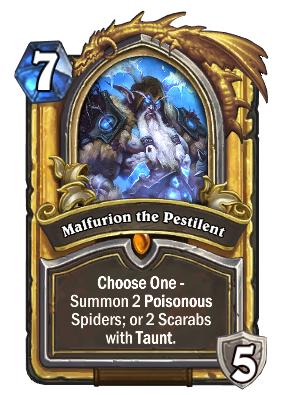 7
Malfurion the Pestilent
Choose One -
Summon 2 Poisonous
Spiders; or 2 Scarabs
with Taunt.
5